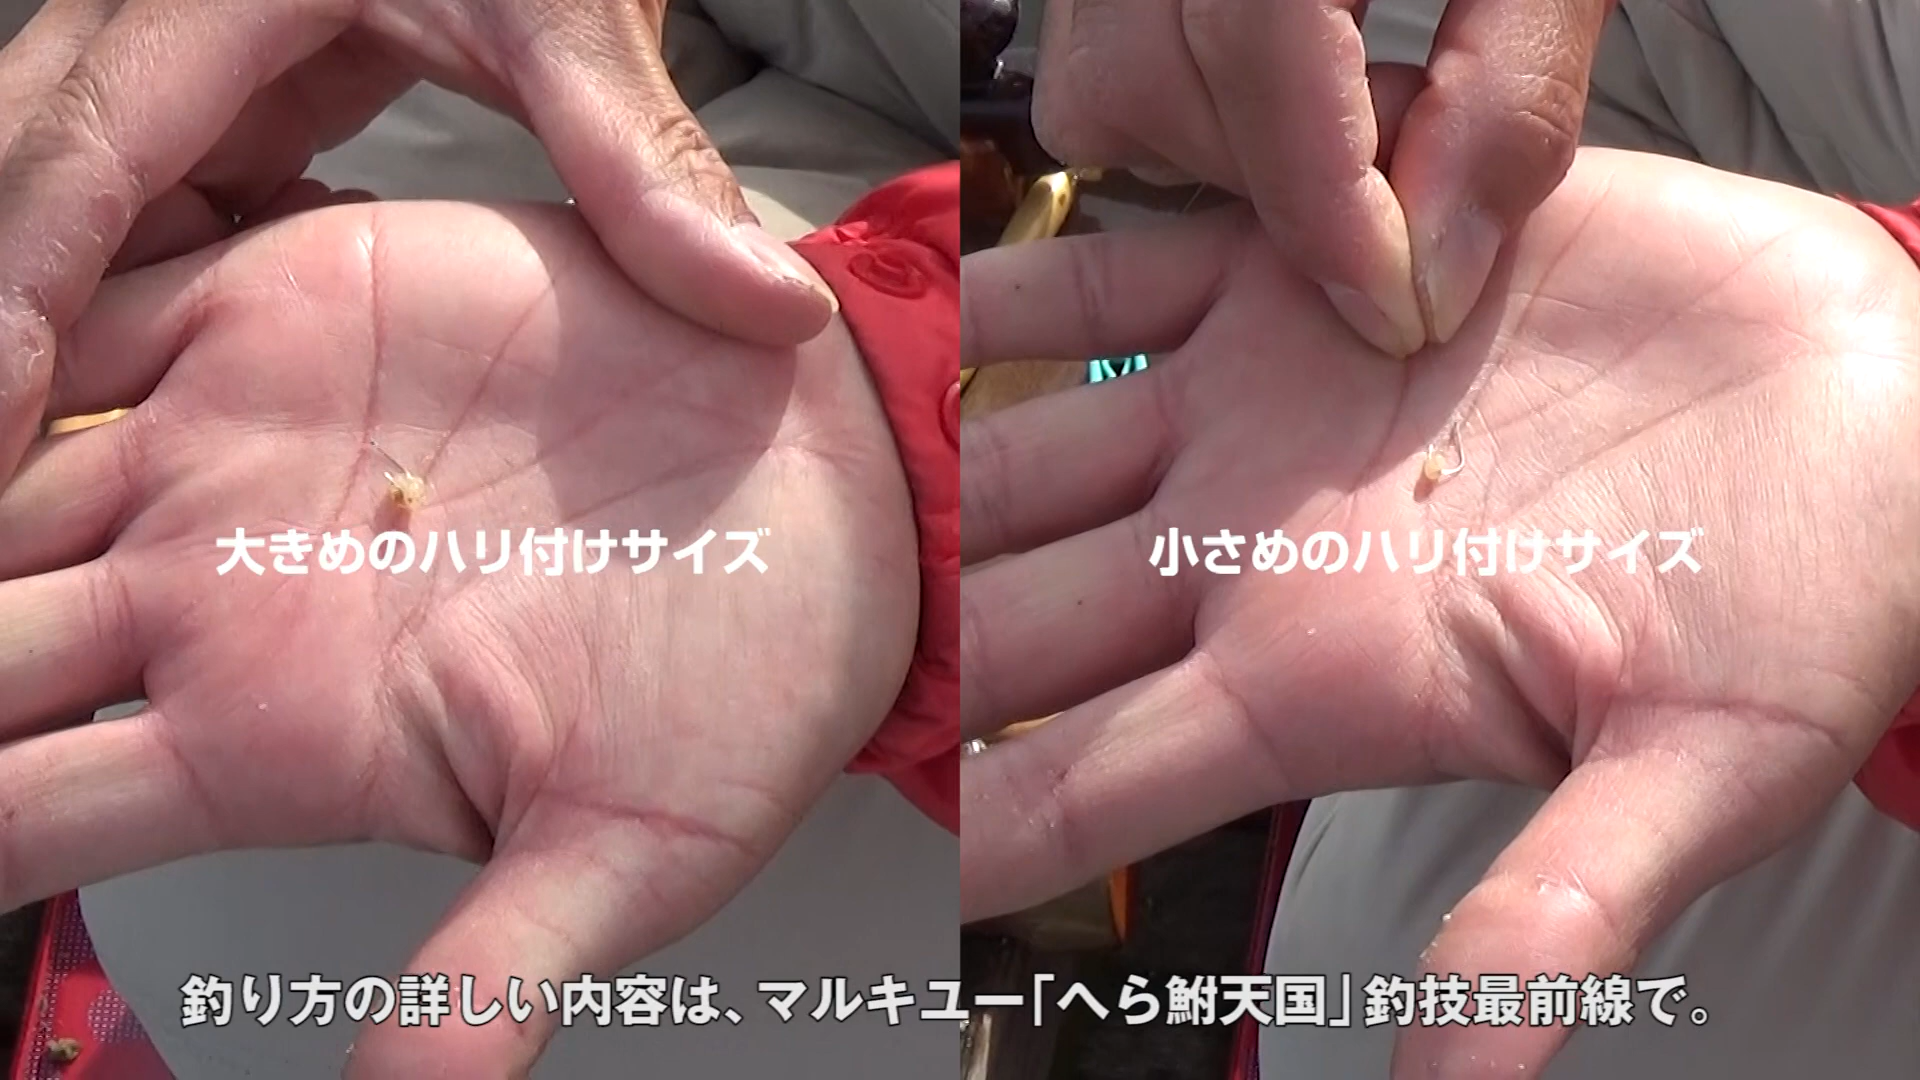 大きめのハリ付けサイズ
小さめのハリ付けサイズ
釣り方の詳しい内容は、マルキユー「へら鮒天国」釣技最前線で。